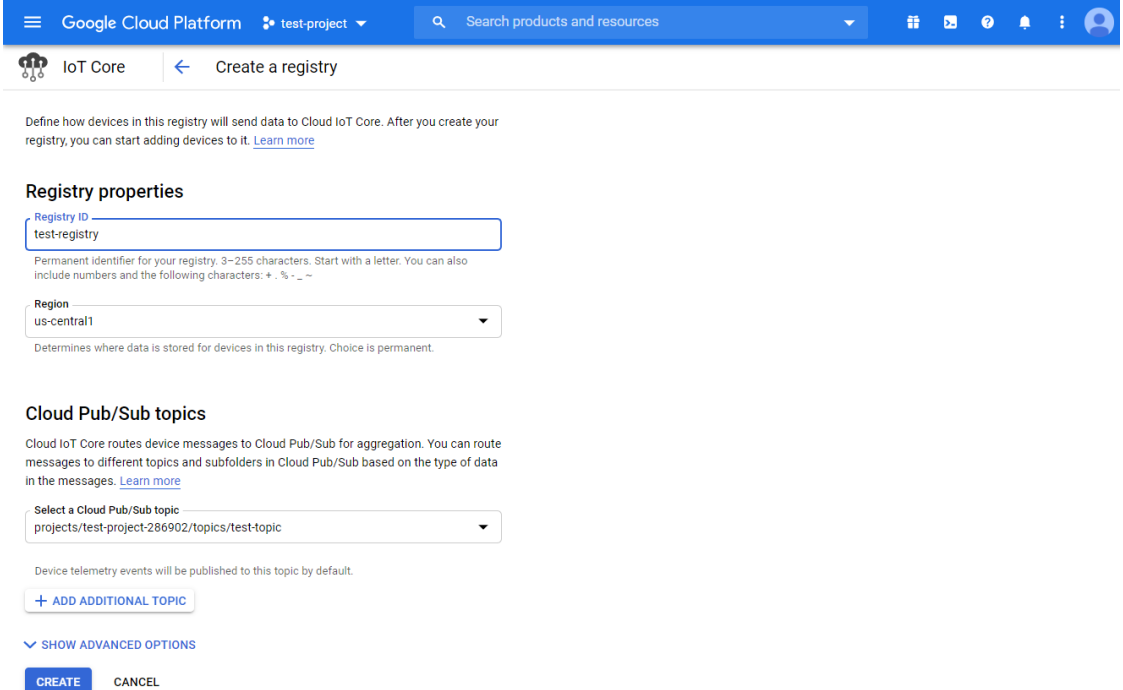 Google Cloud Platform test-project Search products and resources
IoT Core Create a registry
Define how devices in this registry will send data to Cloud IoT Core. After you create your
registry, you can start adding devices to it. Learn more
Registry properties
Registry ID
test-registry
Permanent identifier for your registry. 3–255 characters. Start with a letter. You can also
include numbers and the following characters: + . % - _ ~
Region
us-central1
Determines where data is stored for devices in this registry. Choice is permanent.
Cloud Pub/Sub topics
Cloud IoT Core routes device messages to Cloud Pub/Sub for aggregation. You can route
messages to different topics and subfolders in Cloud Pub/Sub based on the type of data
in the messages. Learn more
Select a Cloud Pub/Sub topic
projects/test-project-286902/topics/test-topic
Device telemetry events will be published to this topic by default.
ADD ADDITIONAL TOPIC
SHOW ADVANCED OPTIONS
CREATE CANCEL